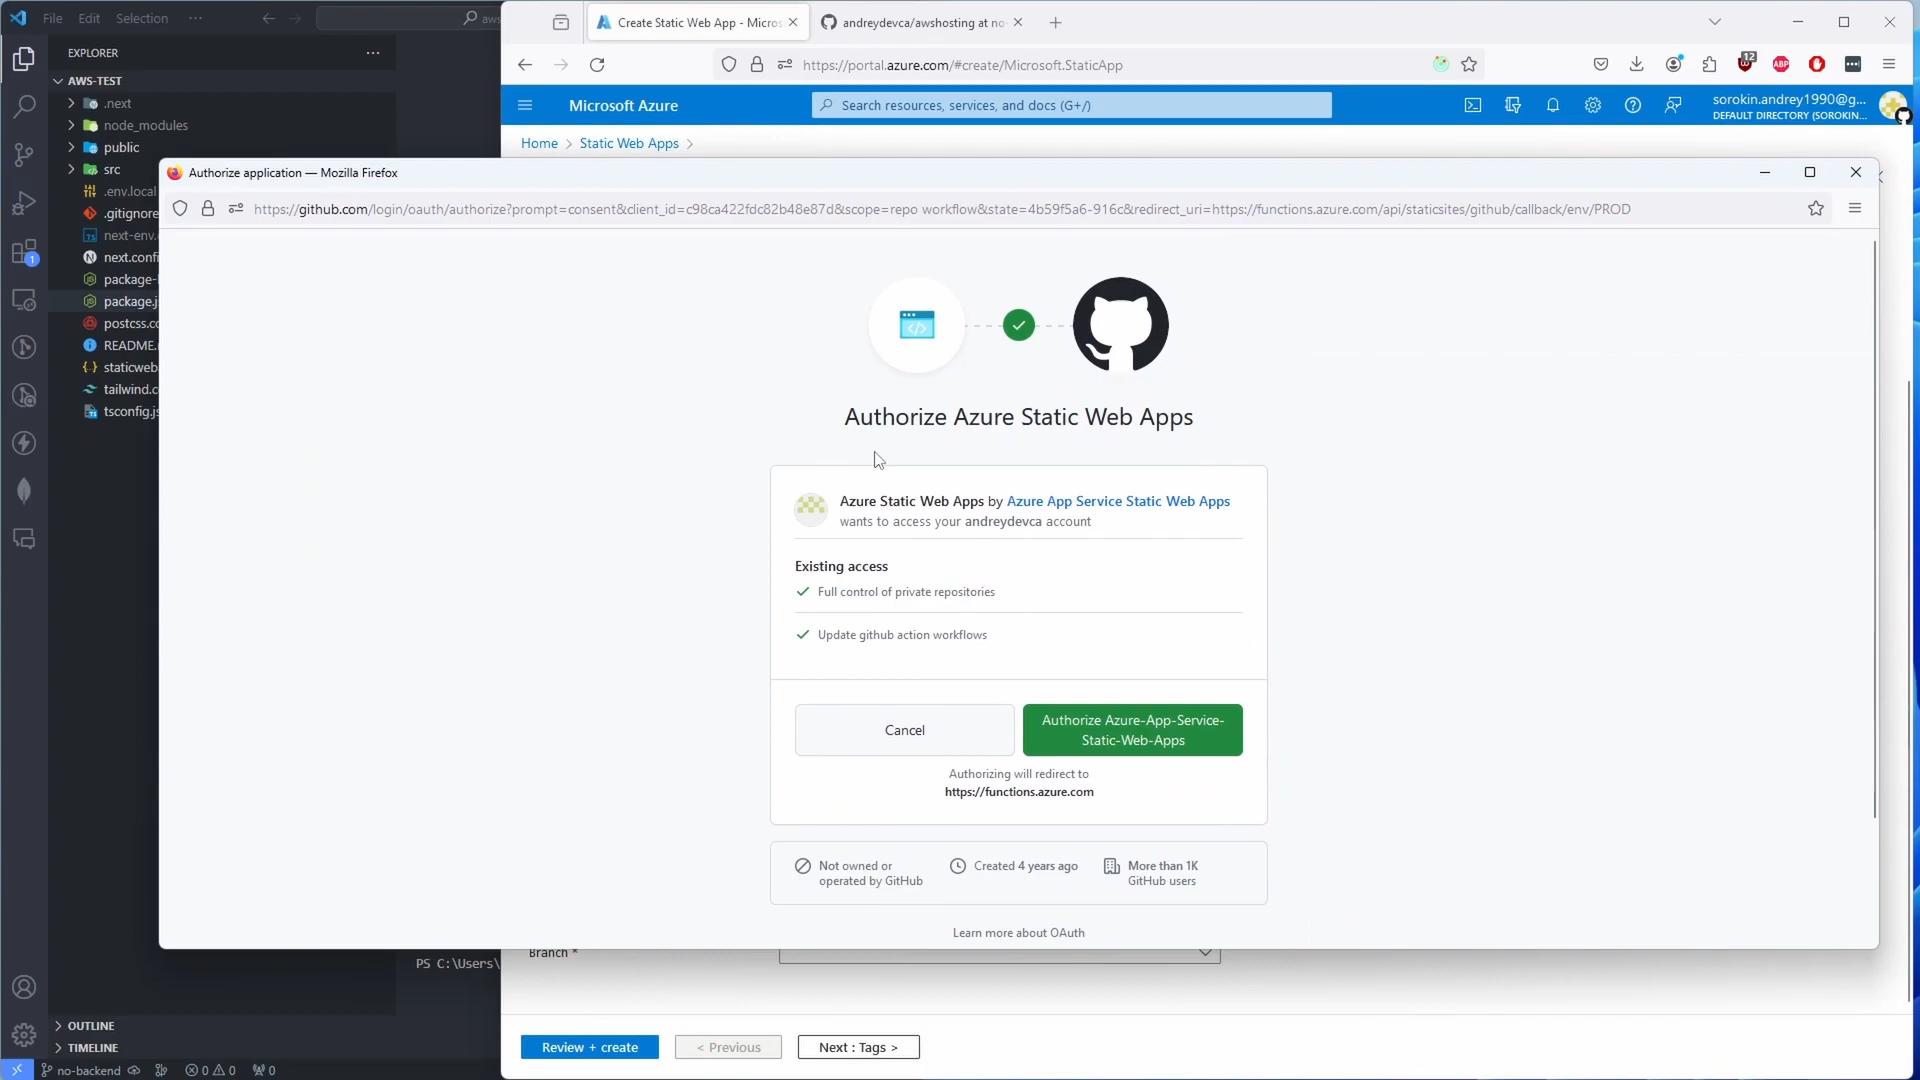 File Edit Selection ···
aws
EXPLORER
AWS-TEST
.next
node_modules
public
src
.env.local
.gitignore
next-env.
next.confi
package-
package.j
postcss.co
README.
staticweb
tailwind.c
tsconfig.js
OUTLINE
TIMELINE
no-backend
0 0 0
1
PS C:\Users\
Create Static Web App - Micros
andreydevca/awshosting at no
https://portal.azure.com/#create/Microsoft.StaticApp
12
ABP
Microsoft Azure
Search resources, services, and docs (G+/)
sorokin.andrey1990@g...
DEFAULT DIRECTORY (SOROKIN...
Home > Static Web Apps >
Authorize application — Mozilla Firefox
https://github.com/login/oauth/authorize?prompt=consent&client_id=c98ca422fdc82b48e87d&scope=repo workflow&state=4b59f5a6-916c&redirect_uri=https://functions.azure.com/api/staticsites/github/callback/env/PROD
Authorize Azure Static Web Apps
Azure Static Web Apps by Azure App Service Static Web Apps
wants to access your andreydevca account
Existing access
Full control of private repositories
Update github action workflows
Cancel
Authorize Azure-App-Service-
Static-Web-Apps
Authorizing will redirect to
https://functions.azure.com
Not owned or
operated by GitHub
Created 4 years ago
More than 1K
GitHub users
Learn more about OAuth
Branch *
Review + create
< Previous
Next : Tags >